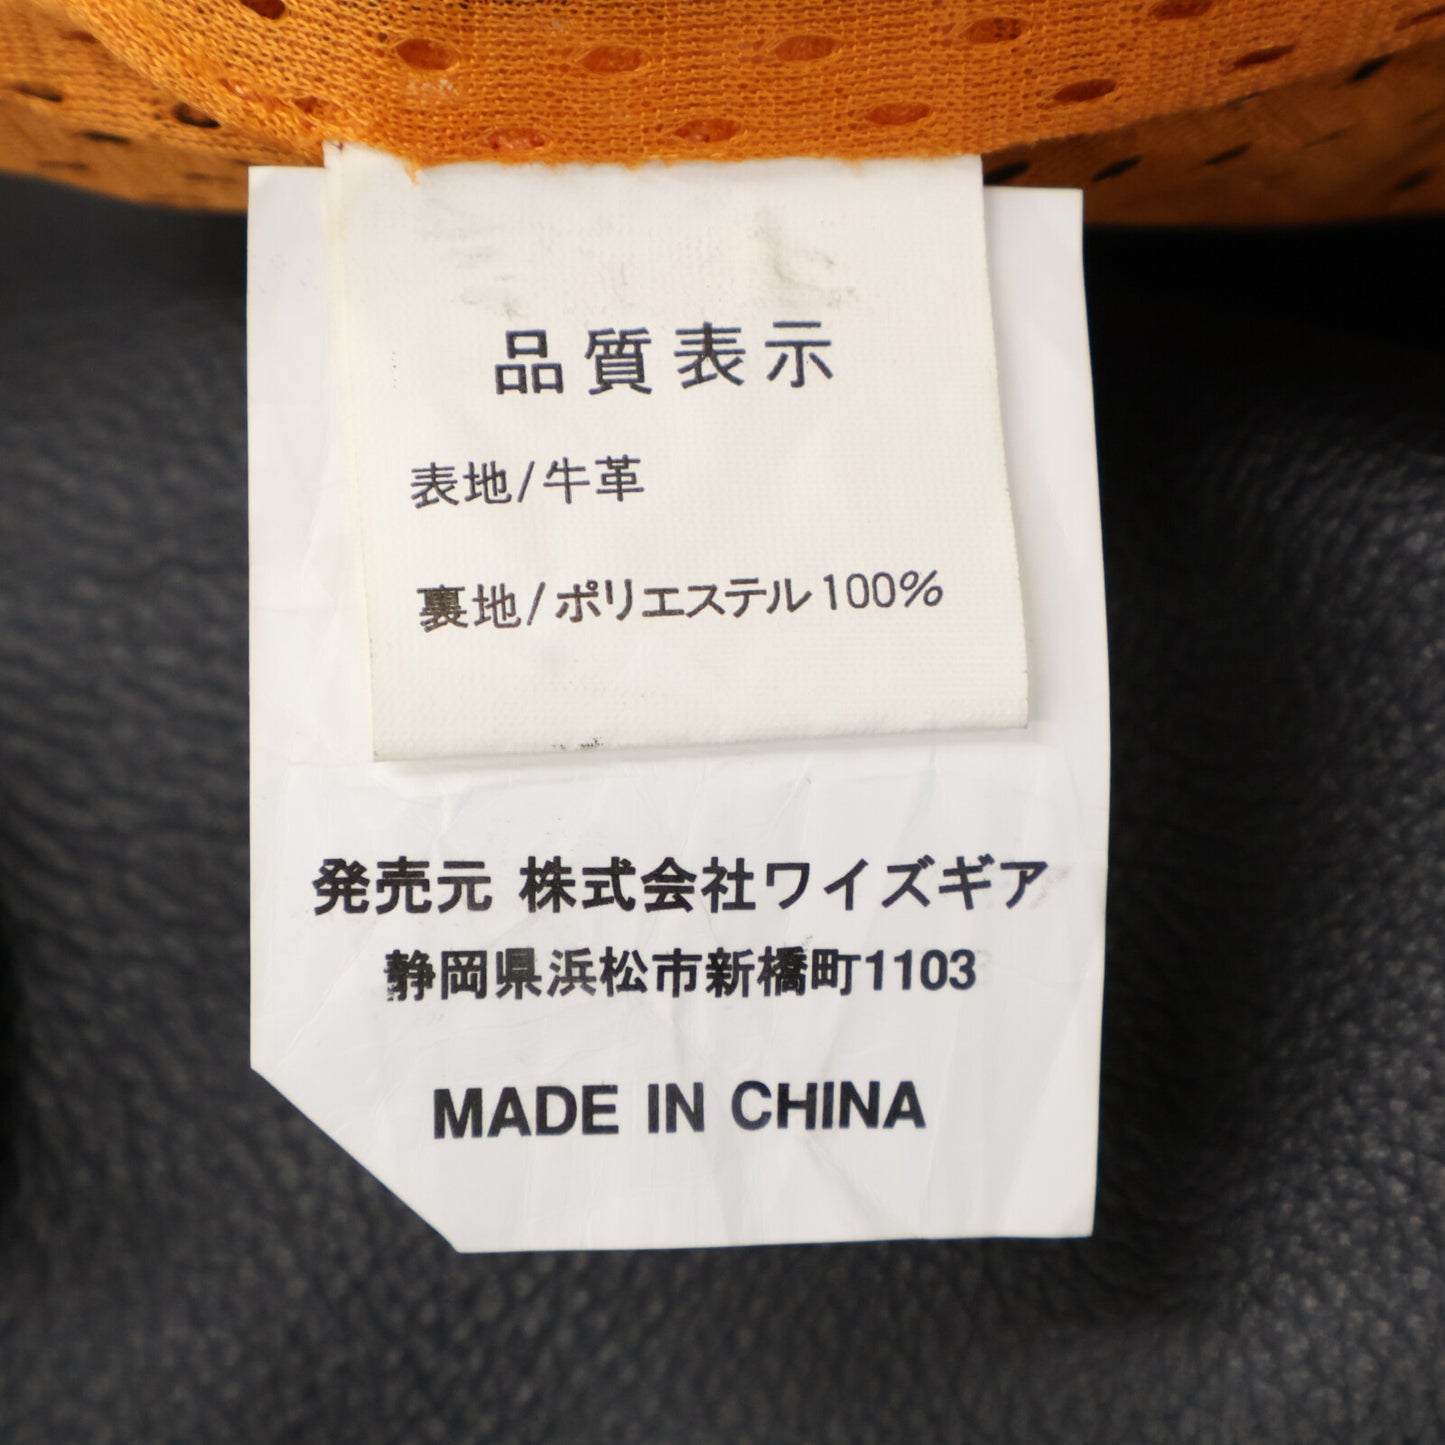 品質表示
表地/牛革
裏地/ポリエステル100%
発売元 株式会社ワイズギア
静岡県浜松市新橋町1103
MADE IN CHINA